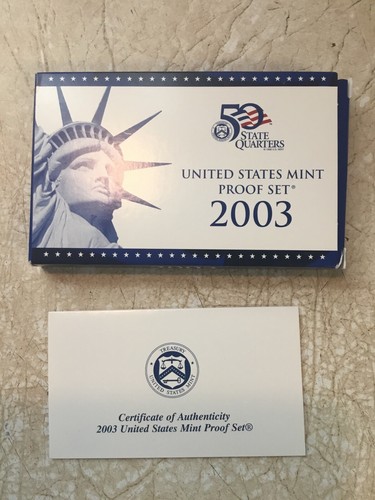 50
STATE
QUARTERS
UNITED STATES MINT
PROOF SET®
2003
TREASURY
UNITED STATES MINT
Certificate of Authenticity
2003 United States Mint Proof Set®